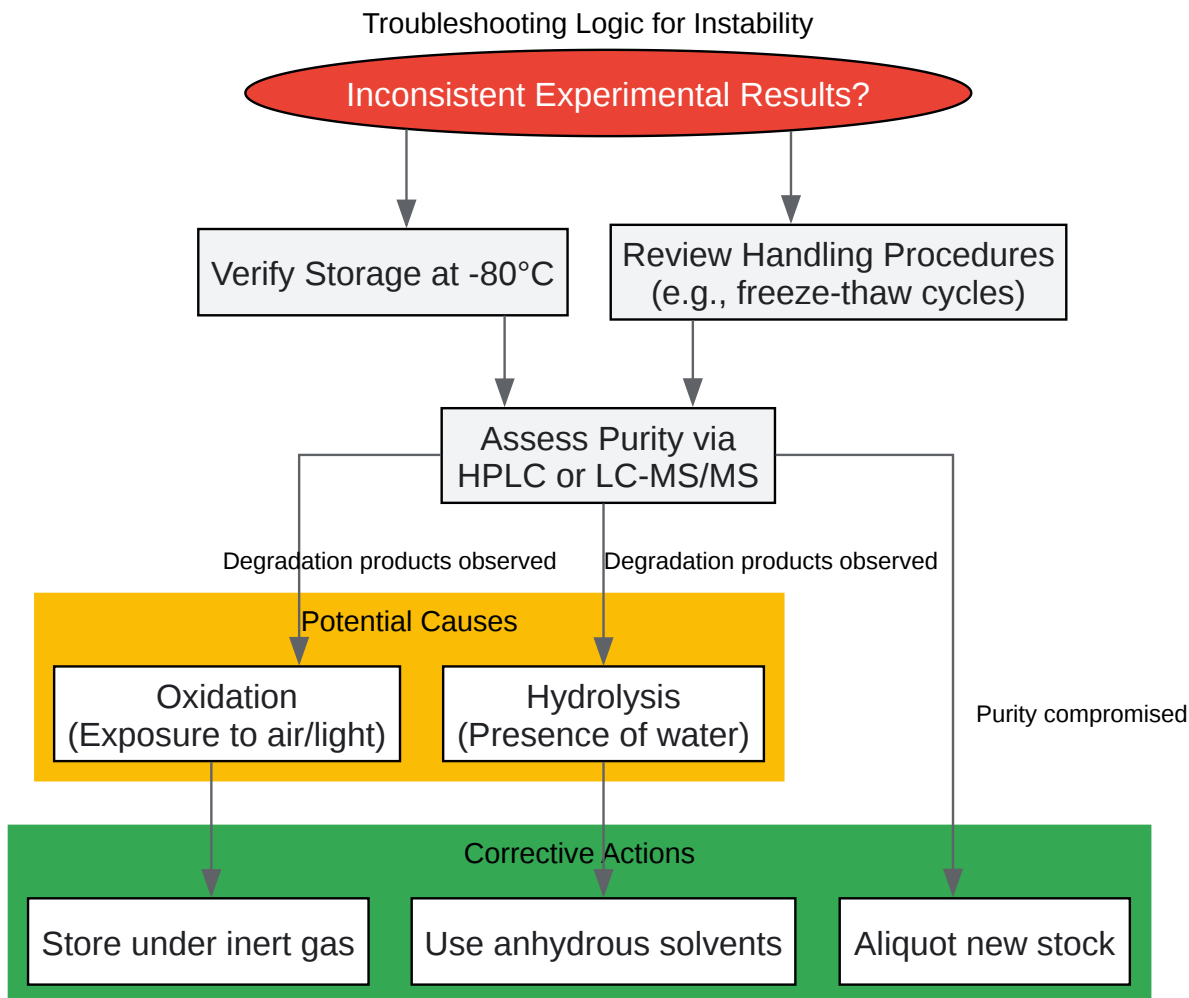 Troubleshooting Logic for Instability
Inconsistent Experimental Results?
Verify Storage at -80°C
Review Handling Procedures
(e.g., freeze-thaw cycles)
Assess Purity via
HPLC or LC-MS/MS
Degradation products observed
Degradation products observed
Potential Causes
Oxidation
(Exposure to air/light)
Hydrolysis
(Presence of water)
Purity compromised
Corrective Actions
Store under inert gas
Use anhydrous solvents
Aliquot new stock